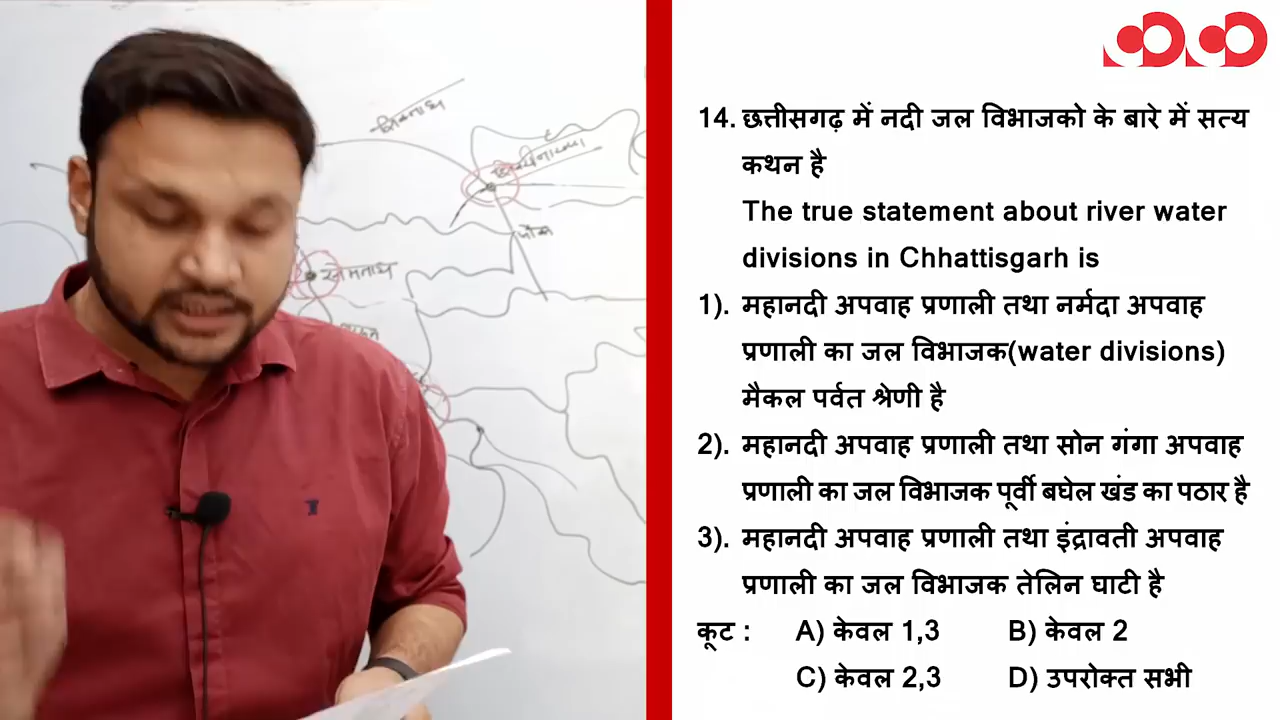 14. छत्तीसगढ़ में नदी जल विभाजको के बारे में सत्य
कथन है
The true statement about river water
divisions in Chhattisgarh is
1). महानदी अपवाह प्रणाली तथा नर्मदा अपवाह
प्रणाली का जल विभाजक(water divisions)
मैकल पर्वत श्रेणी है
2). महानदी अपवाह प्रणाली तथा सोन गंगा अपवाह
प्रणाली का जल विभाजक पूर्वी बघेल खंड का पठार है
3). महानदी अपवाह प्रणाली तथा इंद्रावती अपवाह
प्रणाली का जल विभाजक तेलिन घाटी है
कूट : A) केवल 1,3 B) केवल 2
C) केवल 2,3 D) उपरोक्त सभी